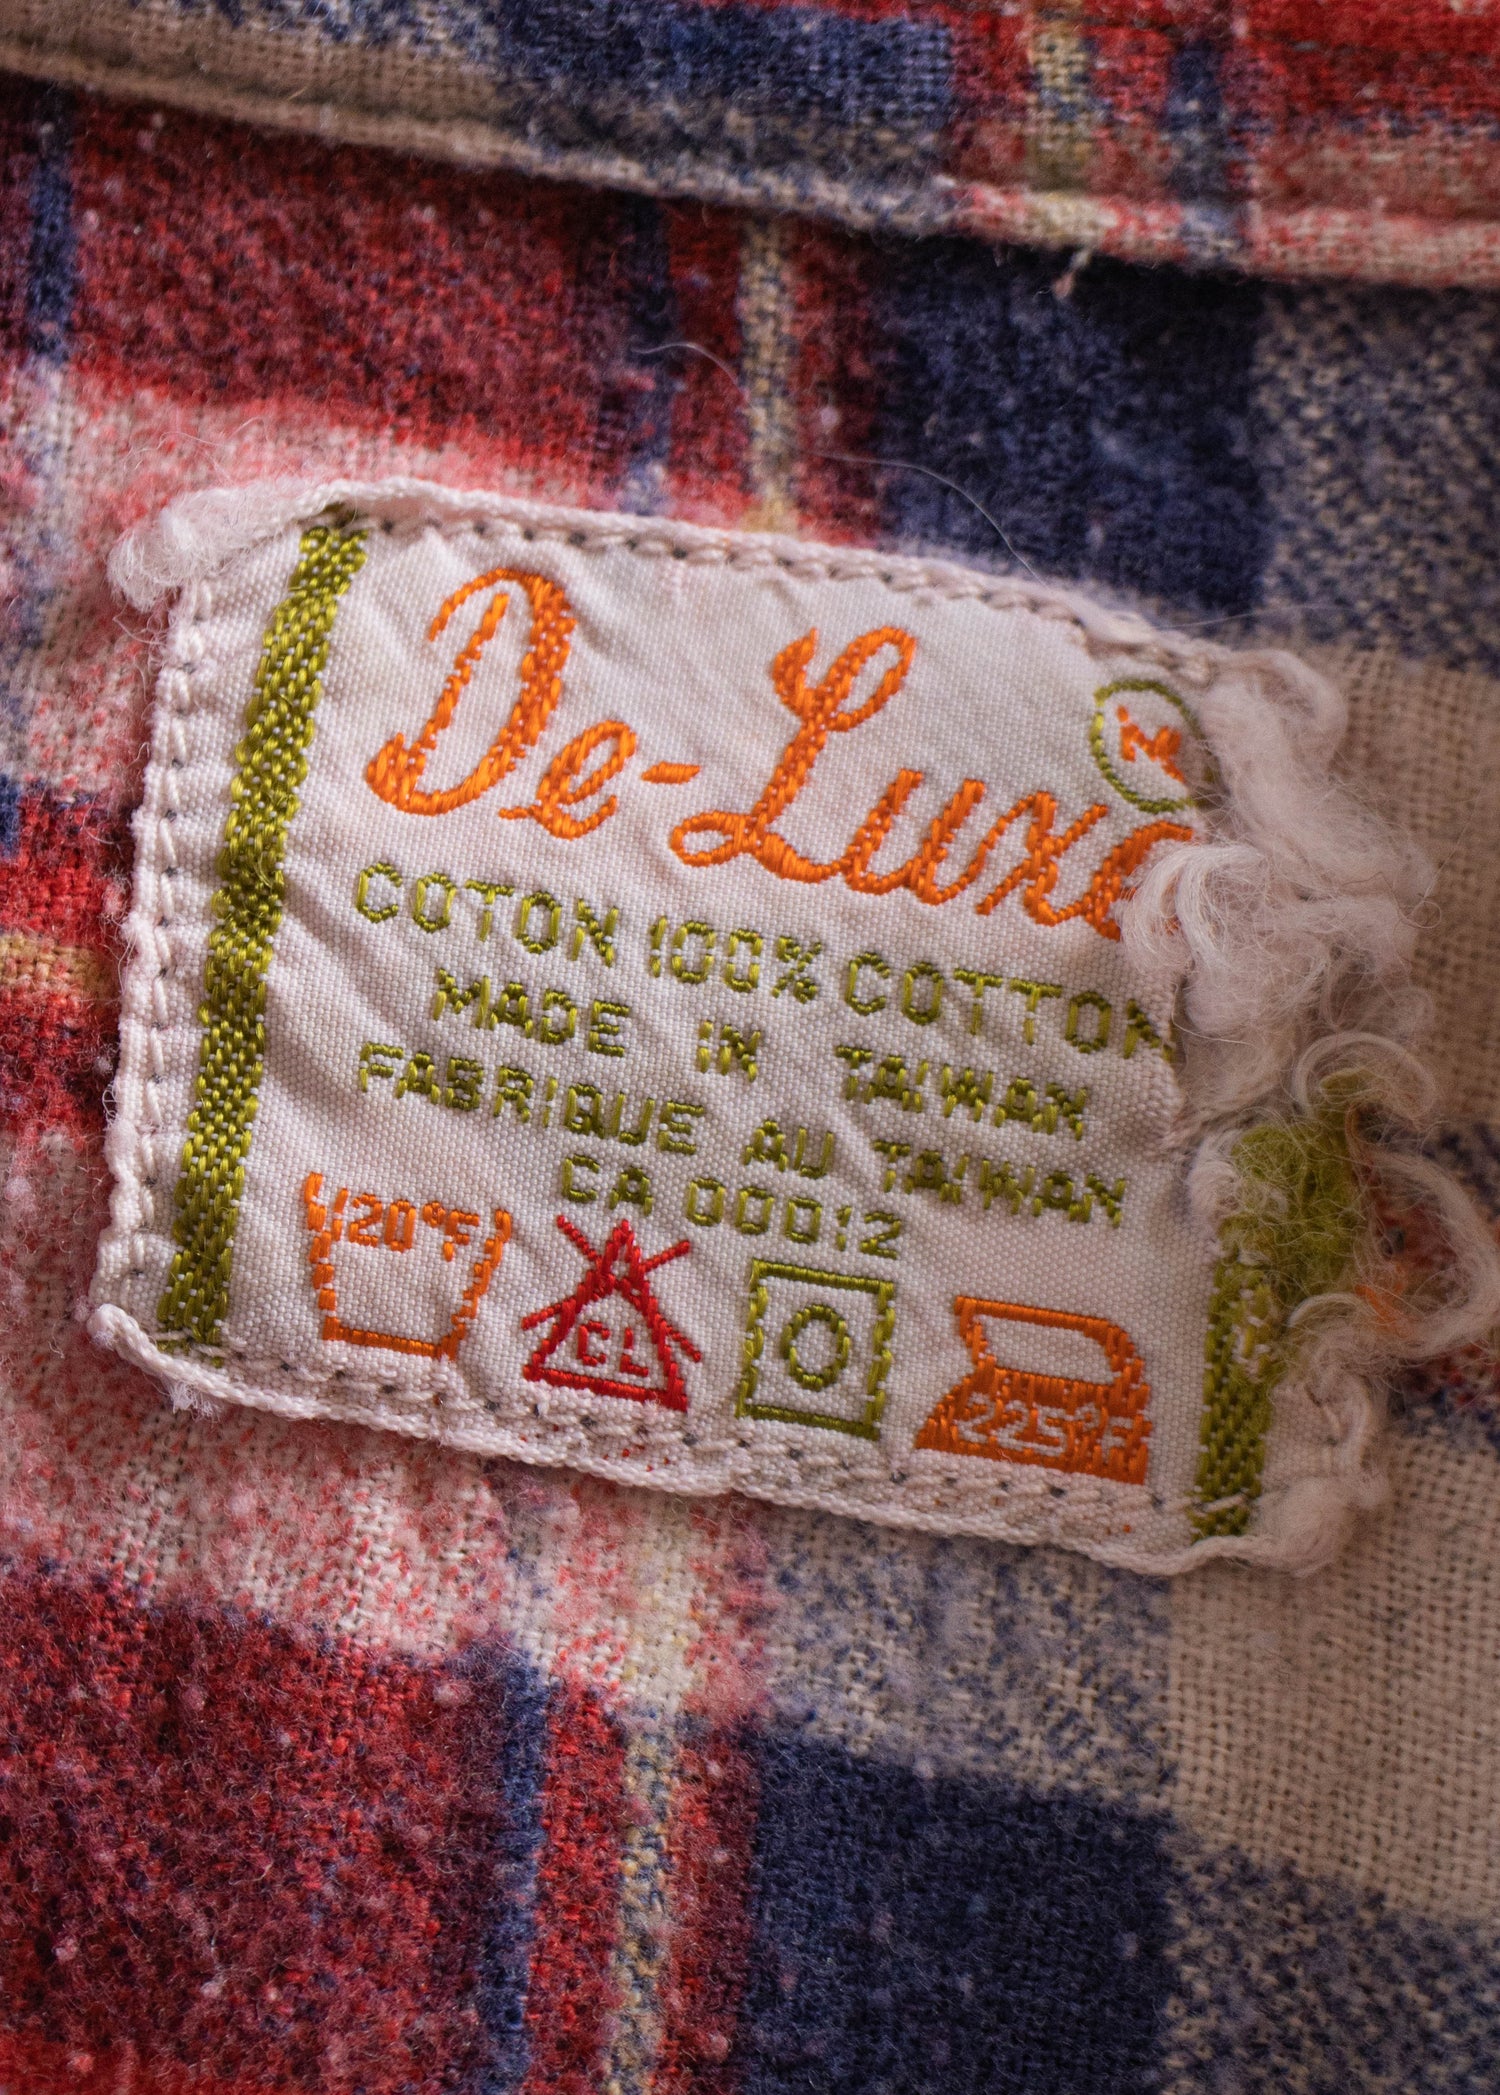 De-Luxe
COTON 100% COTTON
MADE IN TAIWAN
FABRIQUE AU TAIWAN
CA 00012
120°F
CL
225°F